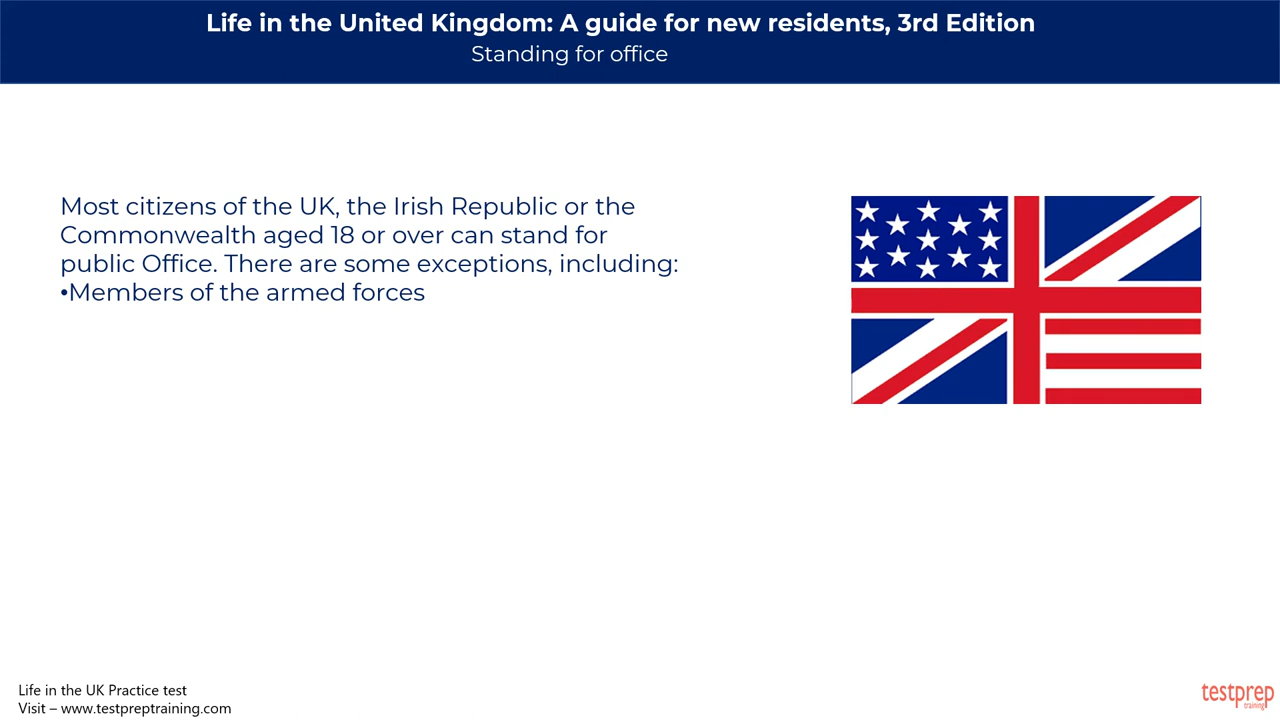 Life in the United Kingdom: A guide for new residents, 3rd Edition
Standing for office
Most citizens of the UK, the Irish Republic or the
Commonwealth aged 18 or over can stand for
public Office. There are some exceptions, including:
•Members of the armed forces
Life in the UK Practice test
Visit – www.testpreptraining.com
testprep
training